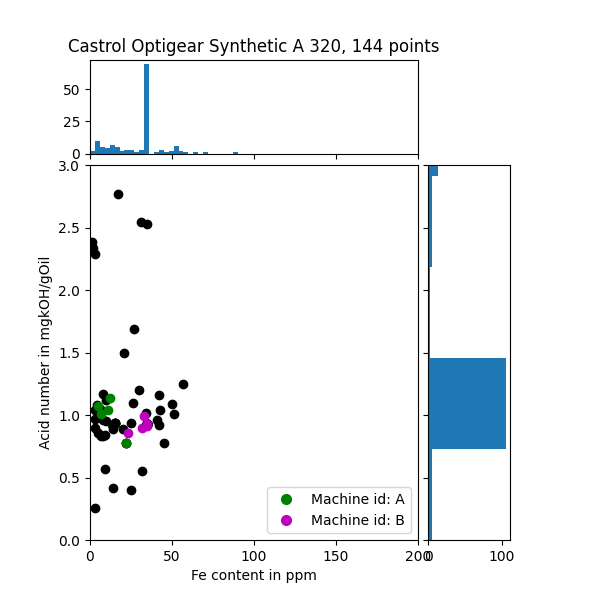 Castrol Optigear Synthetic A 320, 144 points
50
25
0
3.0
2.5
2.0
1.5
1.0
0.5
0.0
Acid number in mgkOH/gOil
Machine id: A
Machine id: B
0 50 100 150 200
0 100
Fe content in ppm